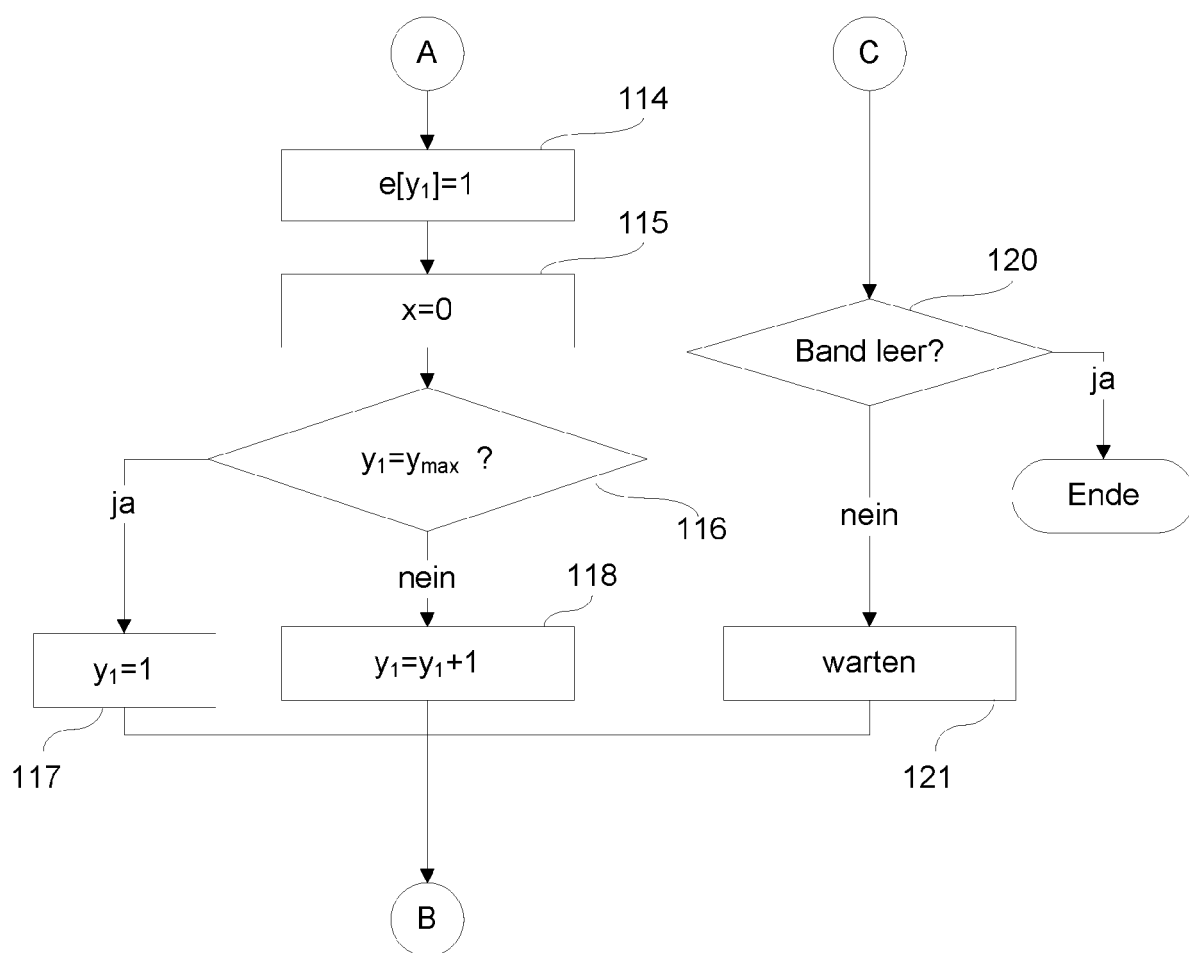 A
C
114
e[y₁]=1
115
x=0
120
Band leer?
ja
y₁=yₘₐₓ ?
ja
116
Ende
nein
nein
118
y₁=1
y₁=y₁+1
warten
117
121
B